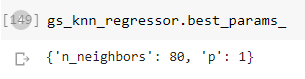 [149] gs_knn_regressor.best_params_
{'n_neighbors': 80, 'p': 1}